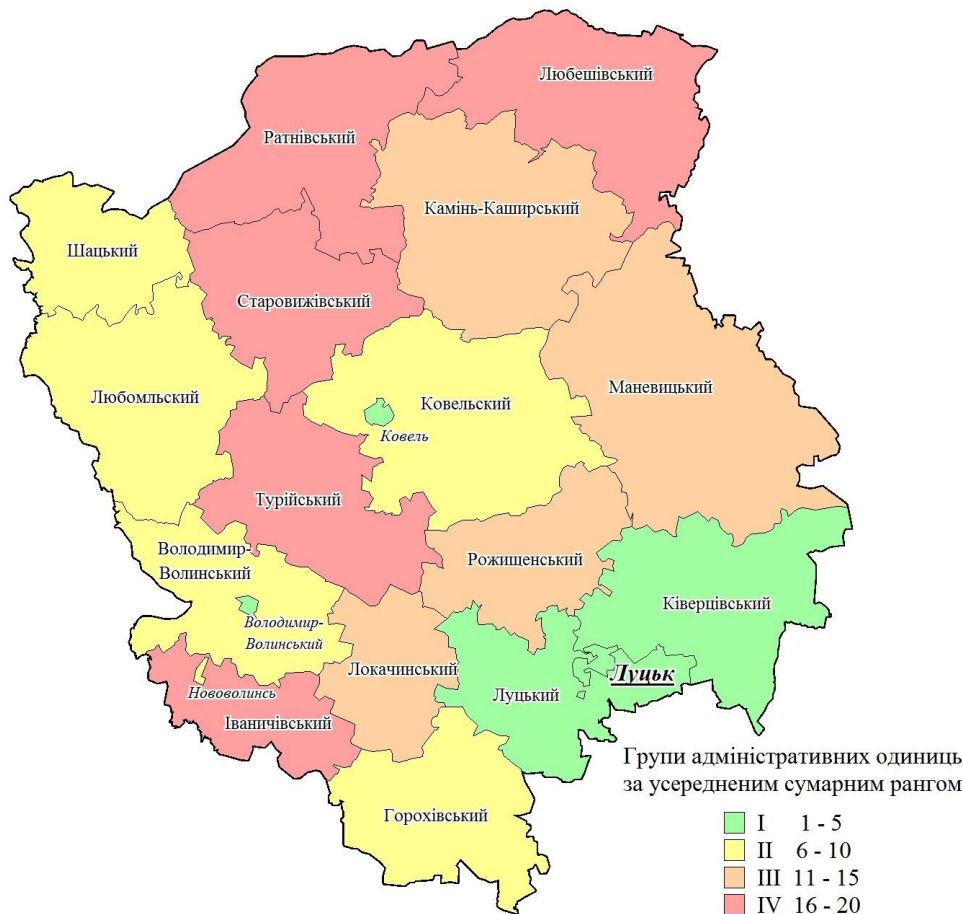 Любешівський
Ратнівський
Камінь-Каширський
Шацький
Старовижівський
Маневицький
Любомльский
Ковельский
Ковель
Турійський
Володимир-
Волинський
Рожищенський
Ківерцівський
Володимир-
Волинський
Локачинський
Луцьк
Луцький
Нововолинсь
Іваничівський
Горохівський
Групи адміністративних одиниць
за усередненим сумарним рангом
I 1 - 5
II 6 - 10
III 11 - 15
IV 16 - 20